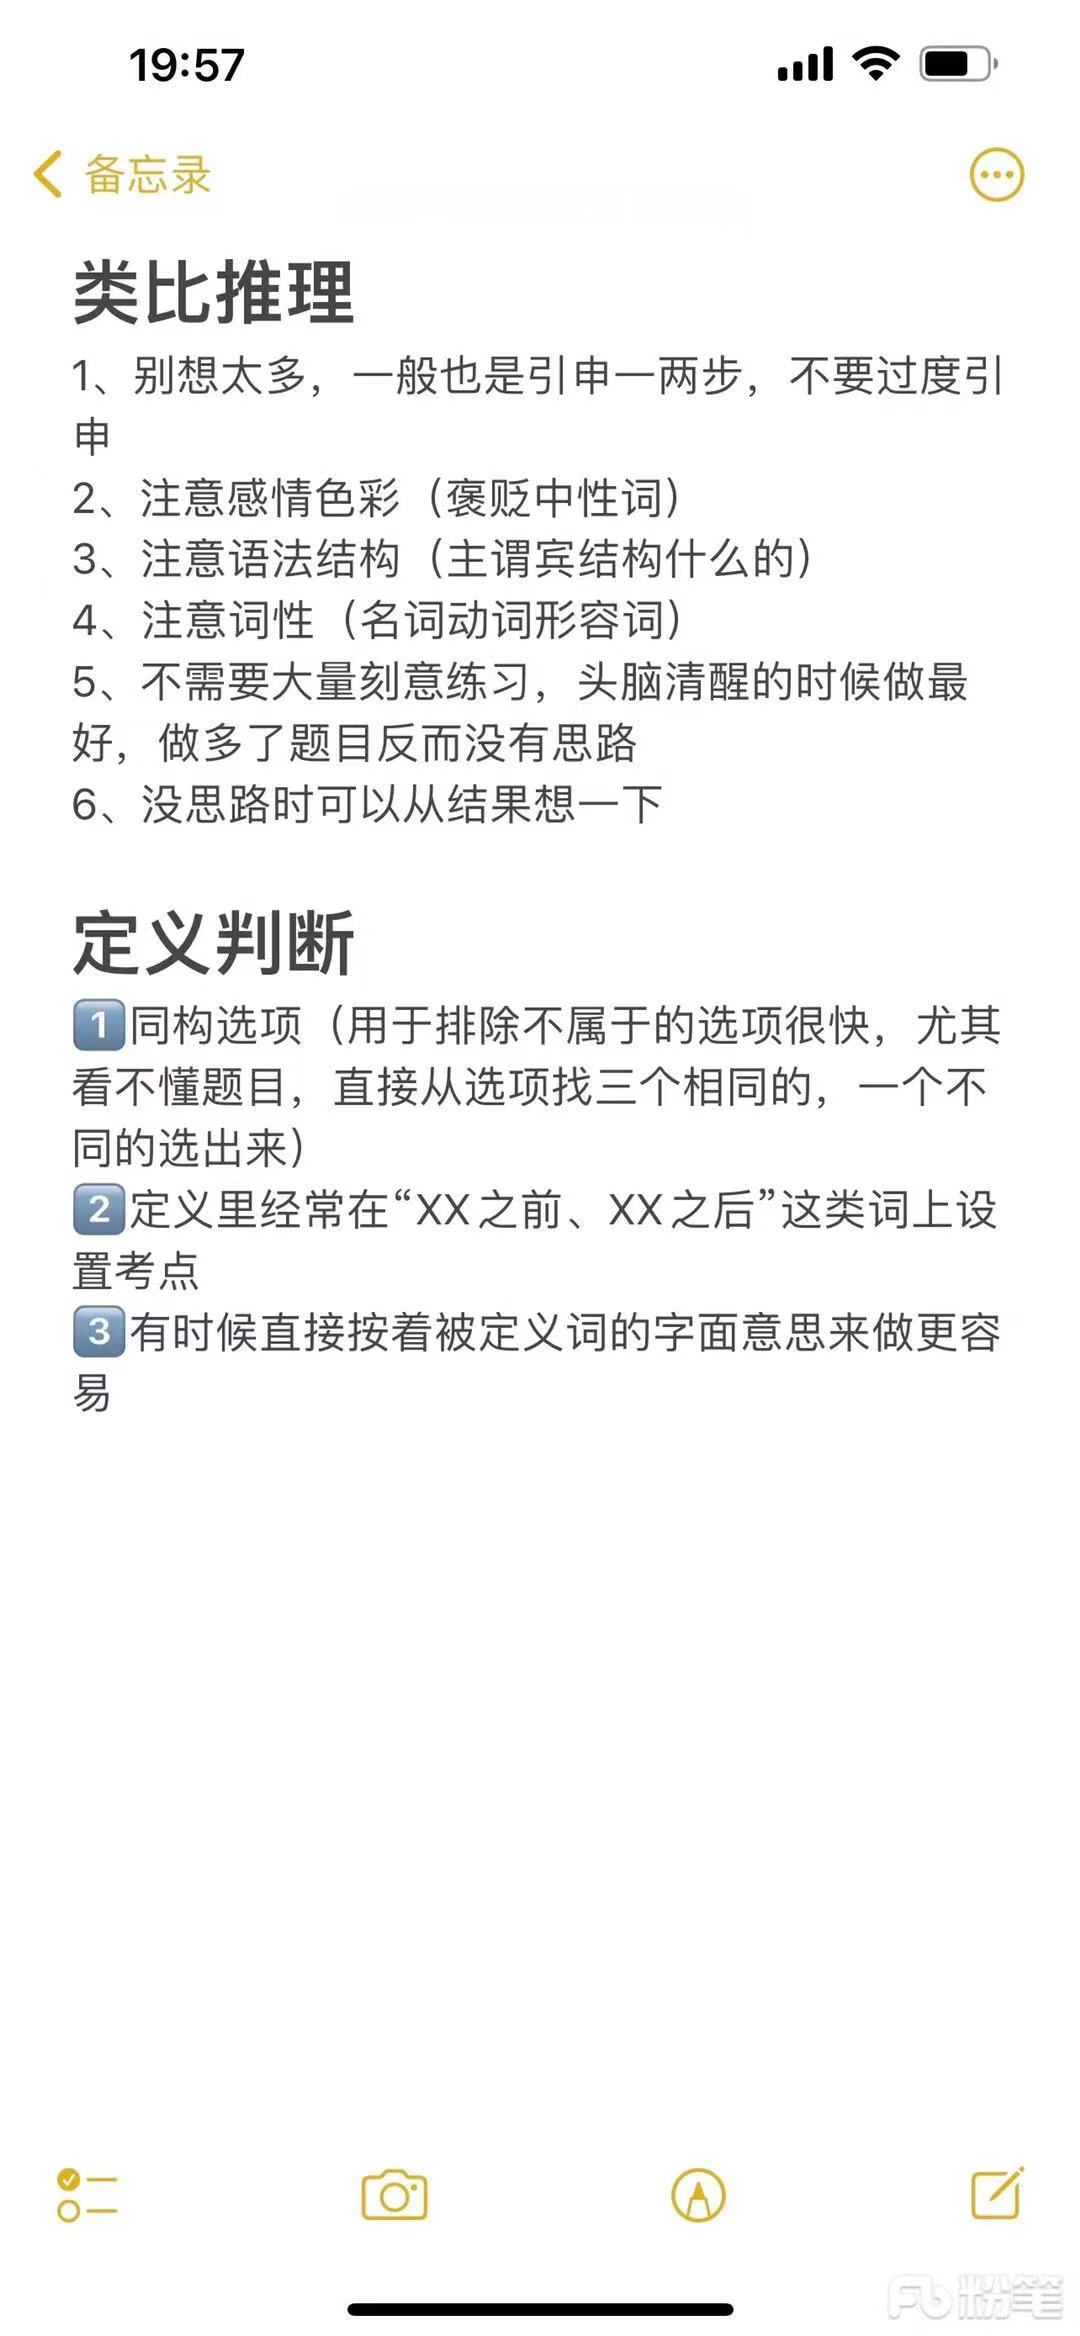 19:57
备忘录
类比推理
1、别想太多，一般也是引申一两步，不要过度引
申
2、注意感情色彩（褒贬中性词）
3、注意语法结构（主谓宾结构什么的）
4、注意词性（名词动词形容词）
5、不需要大量刻意练习，头脑清醒的时候做最
好，做多了题目反而没有思路
6、没思路时可以从结果想一下
定义判断
1️⃣同构选项（用于排除不属于的选项很快，尤其
看不懂题目，直接从选项找三个相同的，一个不
同的选出来）
2️⃣定义里经常在“XX之前、XX之后”这类词上设
置考点
3️⃣有时候直接按着被定义词的字面意思来做更容
易
Fb粉笔